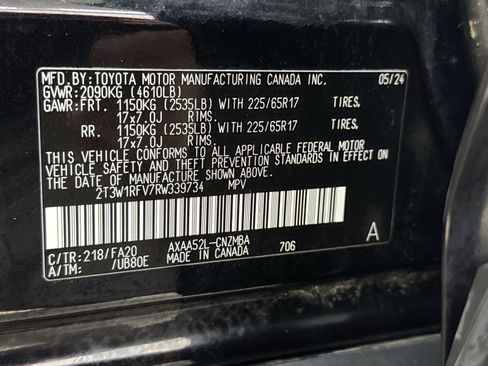 MFD. BY: TOYOTA MOTOR MANUFACTURING CANADA INC. 05/24
GVWR: 2090KG (4610LB)
GAWR: FRT. 1150KG (2535LB) WITH 225/65R17 TIRES,
17x7.0J RIMS.
RR. 1150KG (2535LB) WITH 225/65R17 TIRES,
17x7.0J RIMS.
THIS VEHICLE CONFORMS TO ALL APPLICABLE FEDERAL MOTOR
VEHICLE SAFETY AND THEFT PREVENTION STANDARDS IN EFFECT ON
THE DATE OF MANUFACTURE SHOWN ABOVE.
2T3W1RFV7RW339734 MPV
C/TR: 218/FA20 AXAA52L-CNZMBA 706 A
A/TM: /UB80E MADE IN CANADA